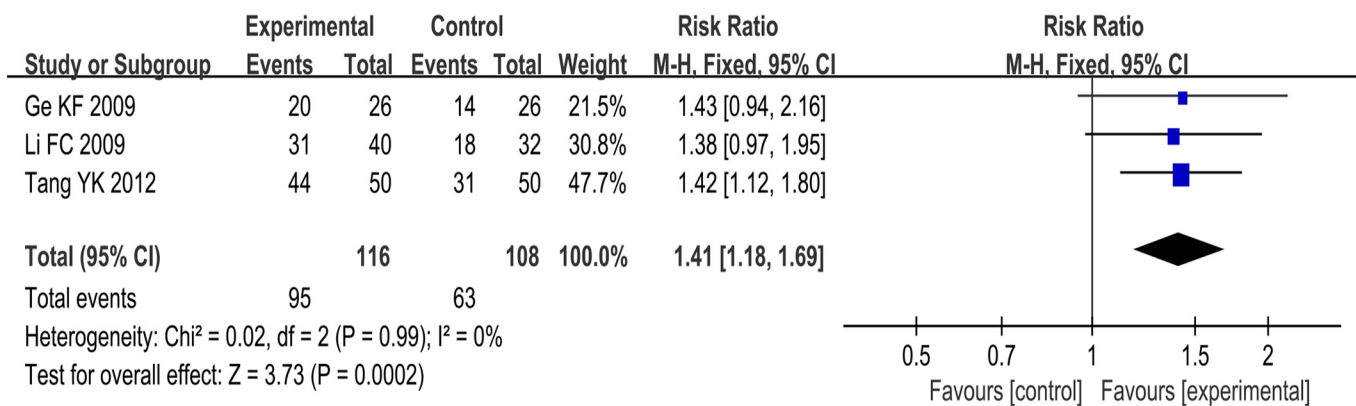 Experimental Control Risk Ratio Risk Ratio
Study or Subgroup Events Total Events Total Weight M-H, Fixed, 95% CI M-H, Fixed, 95% CI
Ge KF 2009 20 26 14 26 21.5% 1.43 [0.94, 2.16]
Li FC 2009 31 40 18 32 30.8% 1.38 [0.97, 1.95]
Tang YK 2012 44 50 31 50 47.7% 1.42 [1.12, 1.80]
Total (95% CI) 116 108 100.0% 1.41 [1.18, 1.69]
Total events 95 63
Heterogeneity: Chi² = 0.02, df = 2 (P = 0.99); I² = 0%
Test for overall effect: Z = 3.73 (P = 0.0002)
0.5 0.7 1 1.5 2
Favours [control] Favours [experimental]